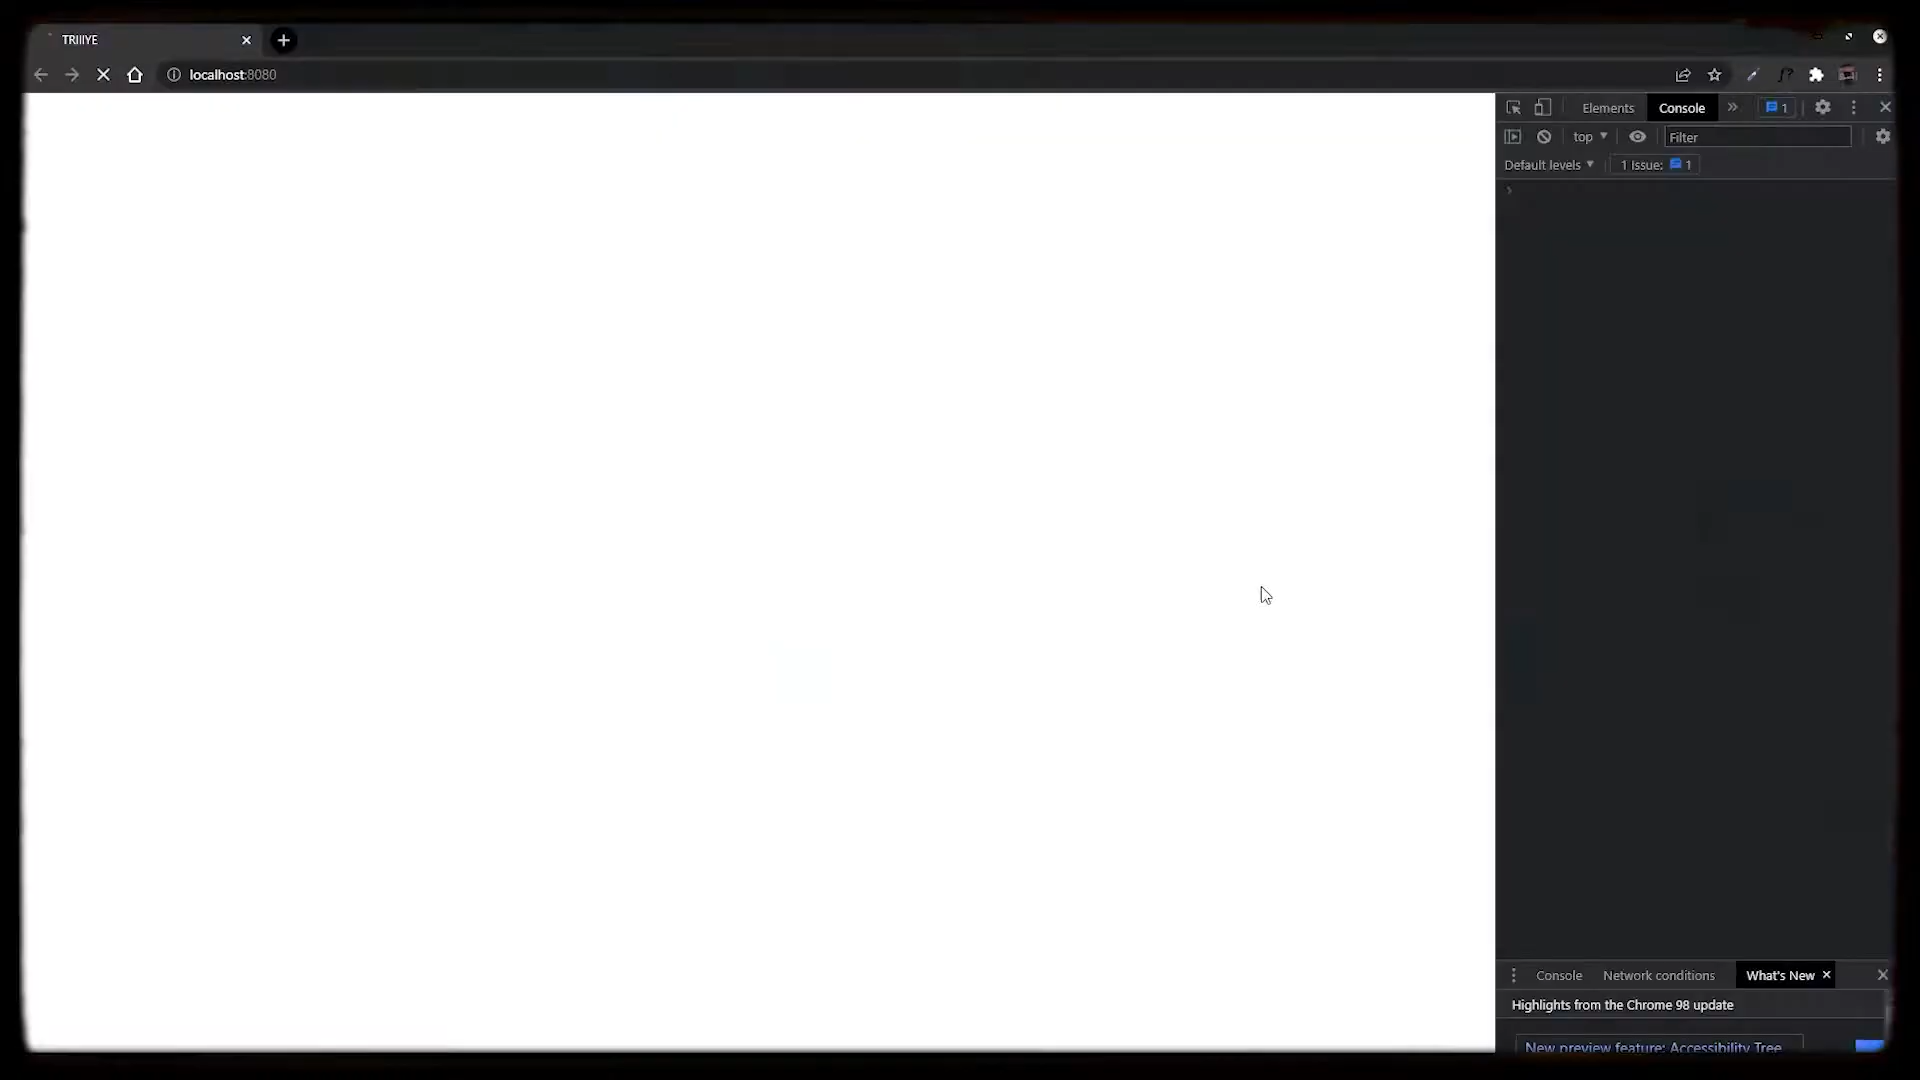 TRIIIYE
localhost:8080
Elements
Console
1
top
Filter
Default levels
1 Issue:
1
Console
Network conditions
What's New
Highlights from the Chrome 98 update
New preview feature: Accessibility Tree